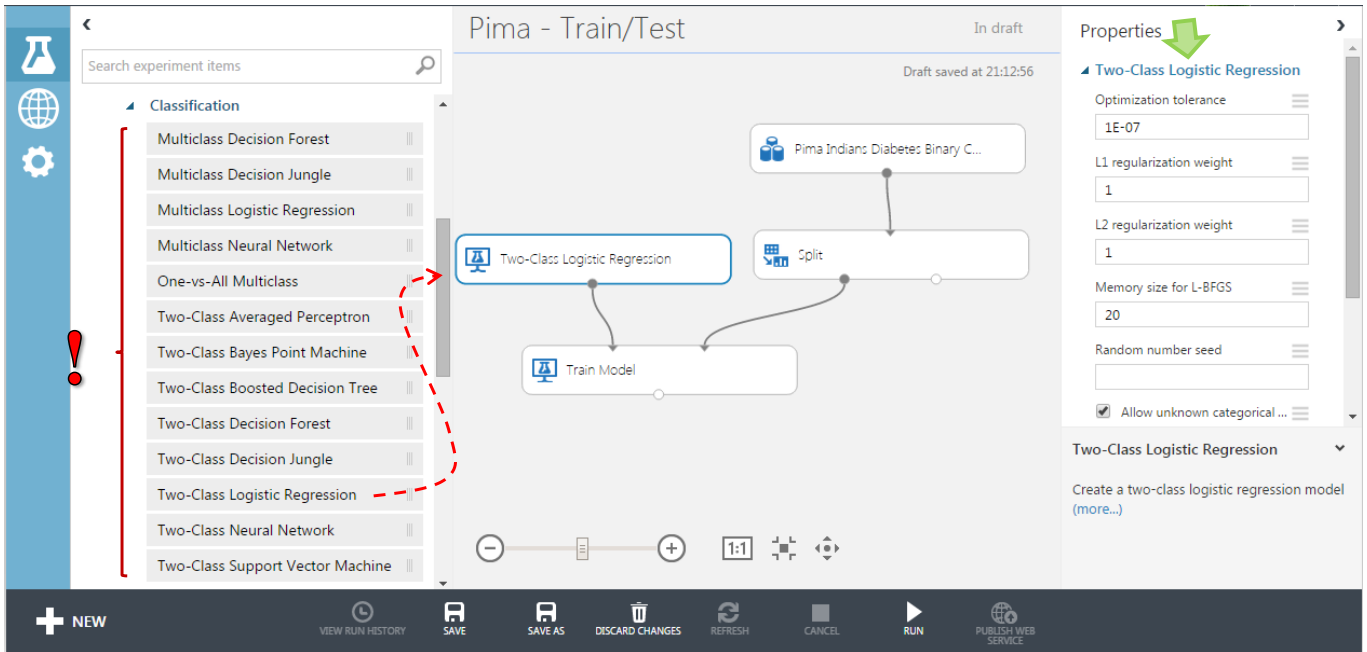 Pima - Train/Test
In draft
Draft saved at 21:12:56
Search experiment items
Classification
Multiclass Decision Forest
Multiclass Decision Jungle
Multiclass Logistic Regression
Multiclass Neural Network
One-vs-All Multiclass
Two-Class Averaged Perceptron
Two-Class Bayes Point Machine
Two-Class Boosted Decision Tree
Two-Class Decision Forest
Two-Class Decision Jungle
Two-Class Logistic Regression
Two-Class Neural Network
Two-Class Support Vector Machine
!
Pima Indians Diabetes Binary C...
Two-Class Logistic Regression
Split
Train Model
1:1
Properties
Two-Class Logistic Regression
Optimization tolerance
1E-07
L1 regularization weight
1
L2 regularization weight
1
Memory size for L-BFGS
20
Random number seed
Allow unknown categorical ...
Two-Class Logistic Regression
Create a two-class logistic regression model
(more...)
NEW
VIEW RUN HISTORY
SAVE
SAVE AS
DISCARD CHANGES
REFRESH
CANCEL
RUN
PUBLISH WEB
SERVICE